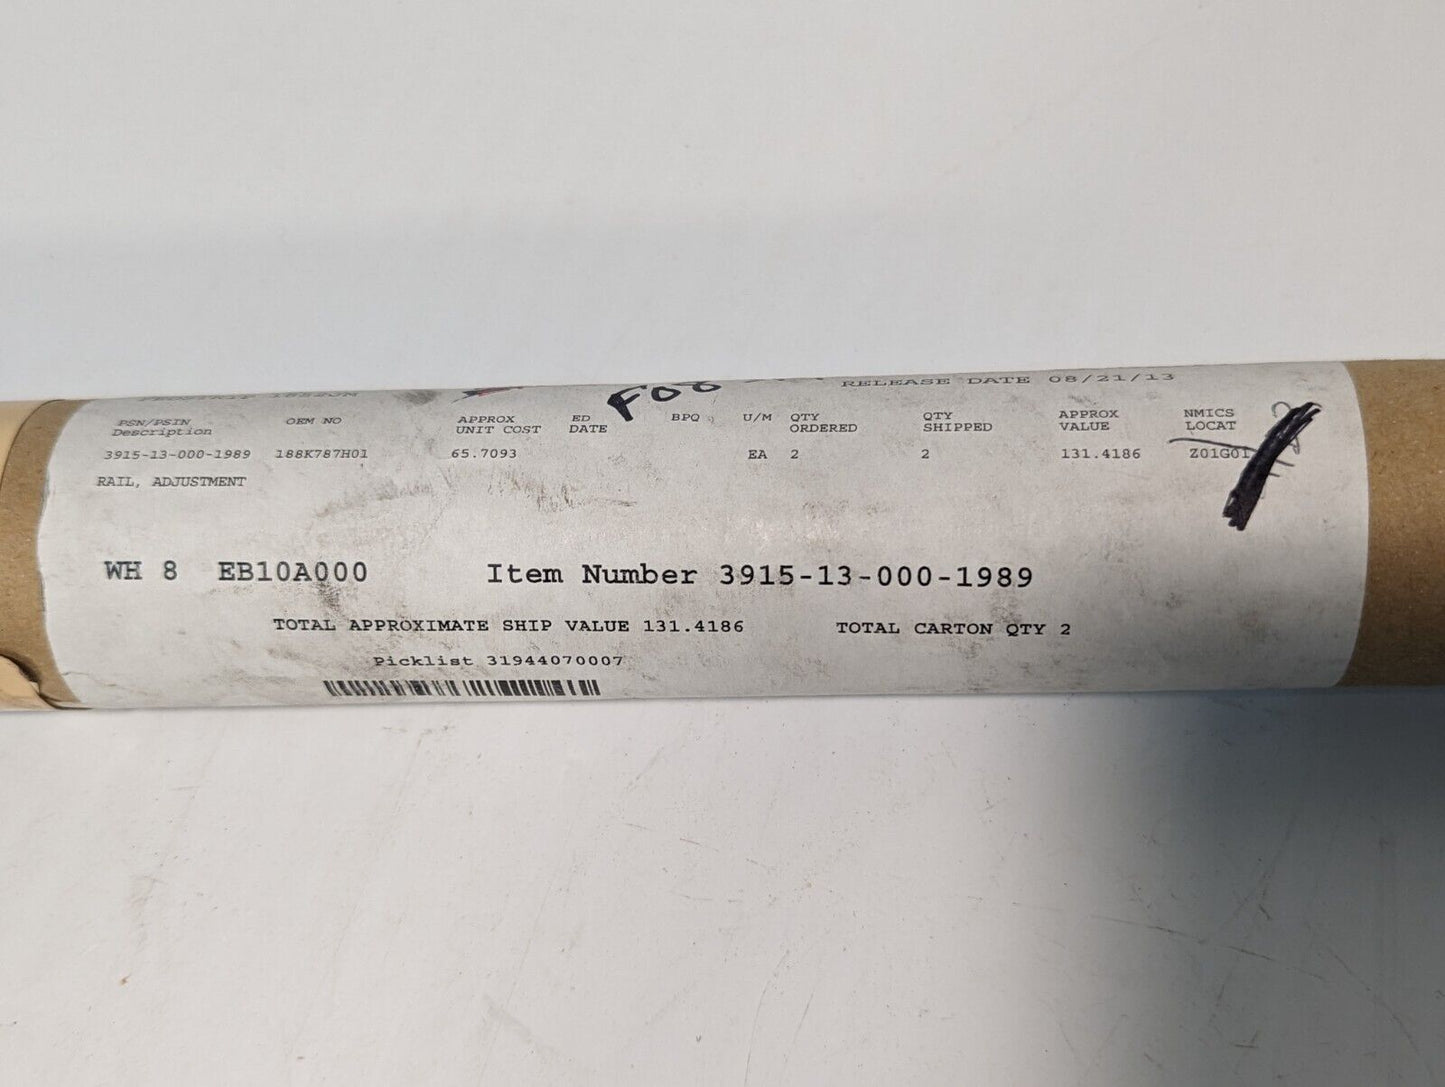 F08
RELEASE DATE 08/21/13
PSN/PSIN OEM NO APPROX ED BPQ U/M QTY QTY APPROX NMICS
Description UNIT COST DATE ORDERED SHIPPED VALUE LOCAT
3915-13-000-1989 188K787H01 65.7093 EA 2 2 131.4186 Z01G01
RAIL, ADJUSTMENT
WH 8 EB10A000 Item Number 3915-13-000-1989
TOTAL APPROXIMATE SHIP VALUE 131.4186 TOTAL CARTON QTY 2
Picklist 31944070007